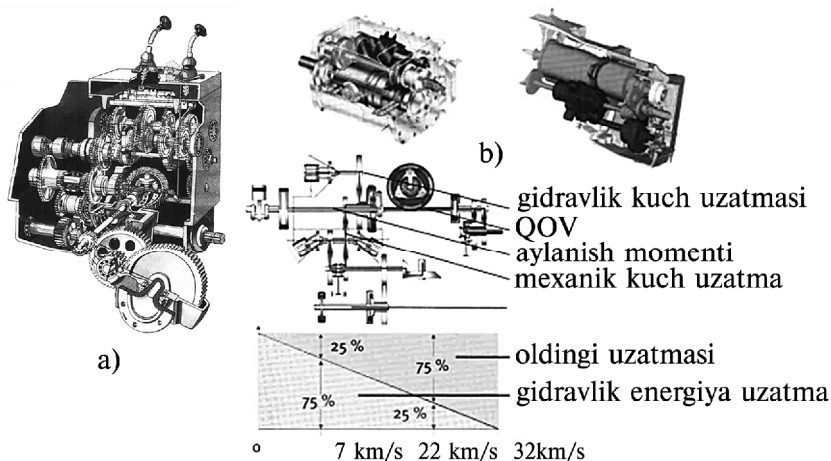 b)
gidravlik kuch uzatmasi
QOV
aylanish momenti
mexanik kuch uzatma
a)
25 %
75 %
oldingi uzatmasi
75 %
25 %
gidravlik energiya uzatma
o
7 km/s 22 km/s 32km/s